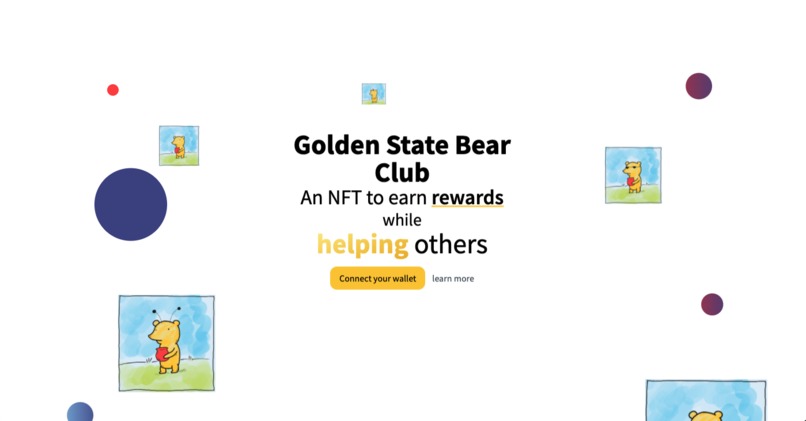 Golden State Bear
Club
An NFT to earn rewards
while
helping others
Connect your wallet learn more